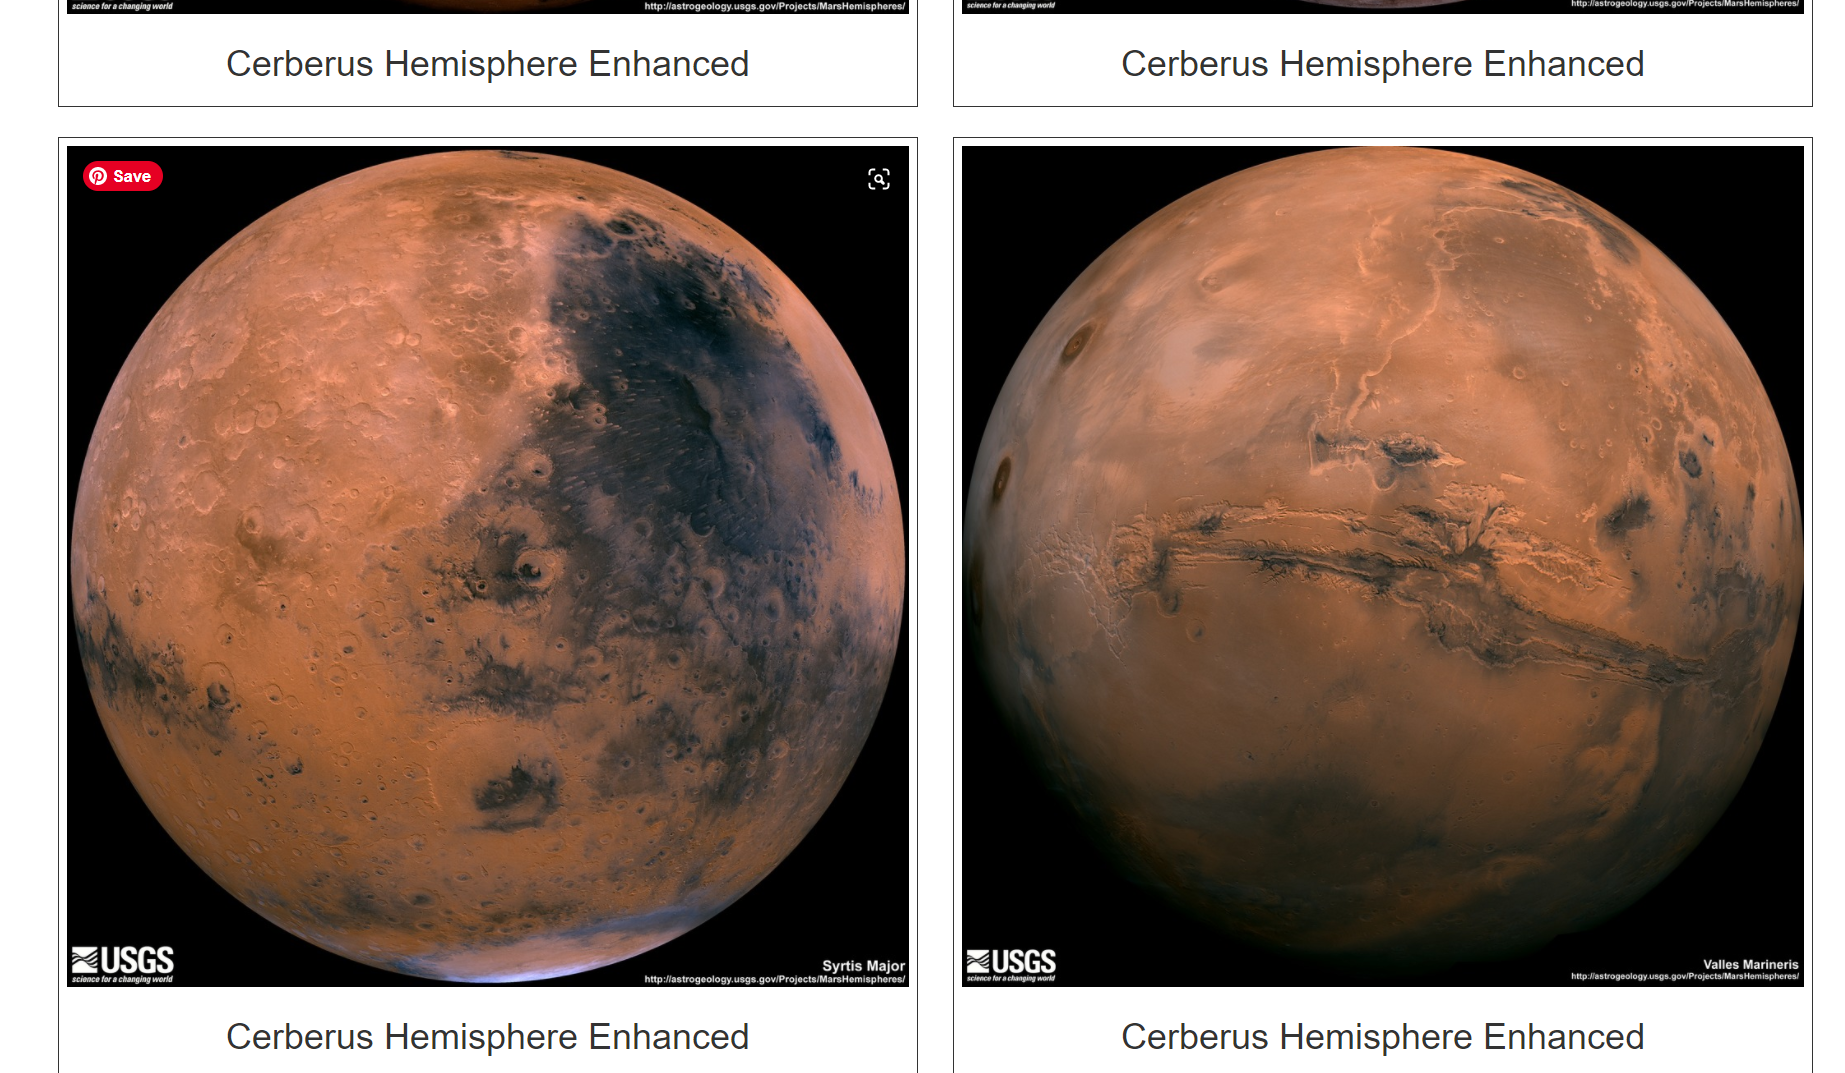 science for a changing world
http://astrogeology.usgs.gov/Projects/MarsHemispheres/
science for a changing world
http://astrogeology.usgs.gov/Projects/MarsHemispheres/
Cerberus Hemisphere Enhanced
Cerberus Hemisphere Enhanced
Save
USGS
science for a changing world
Syrtis Major
http://astrogeology.usgs.gov/Projects/MarsHemispheres/
USGS
science for a changing world
Valles Marineris
http://astrogeology.usgs.gov/Projects/MarsHemispheres/
Cerberus Hemisphere Enhanced
Cerberus Hemisphere Enhanced